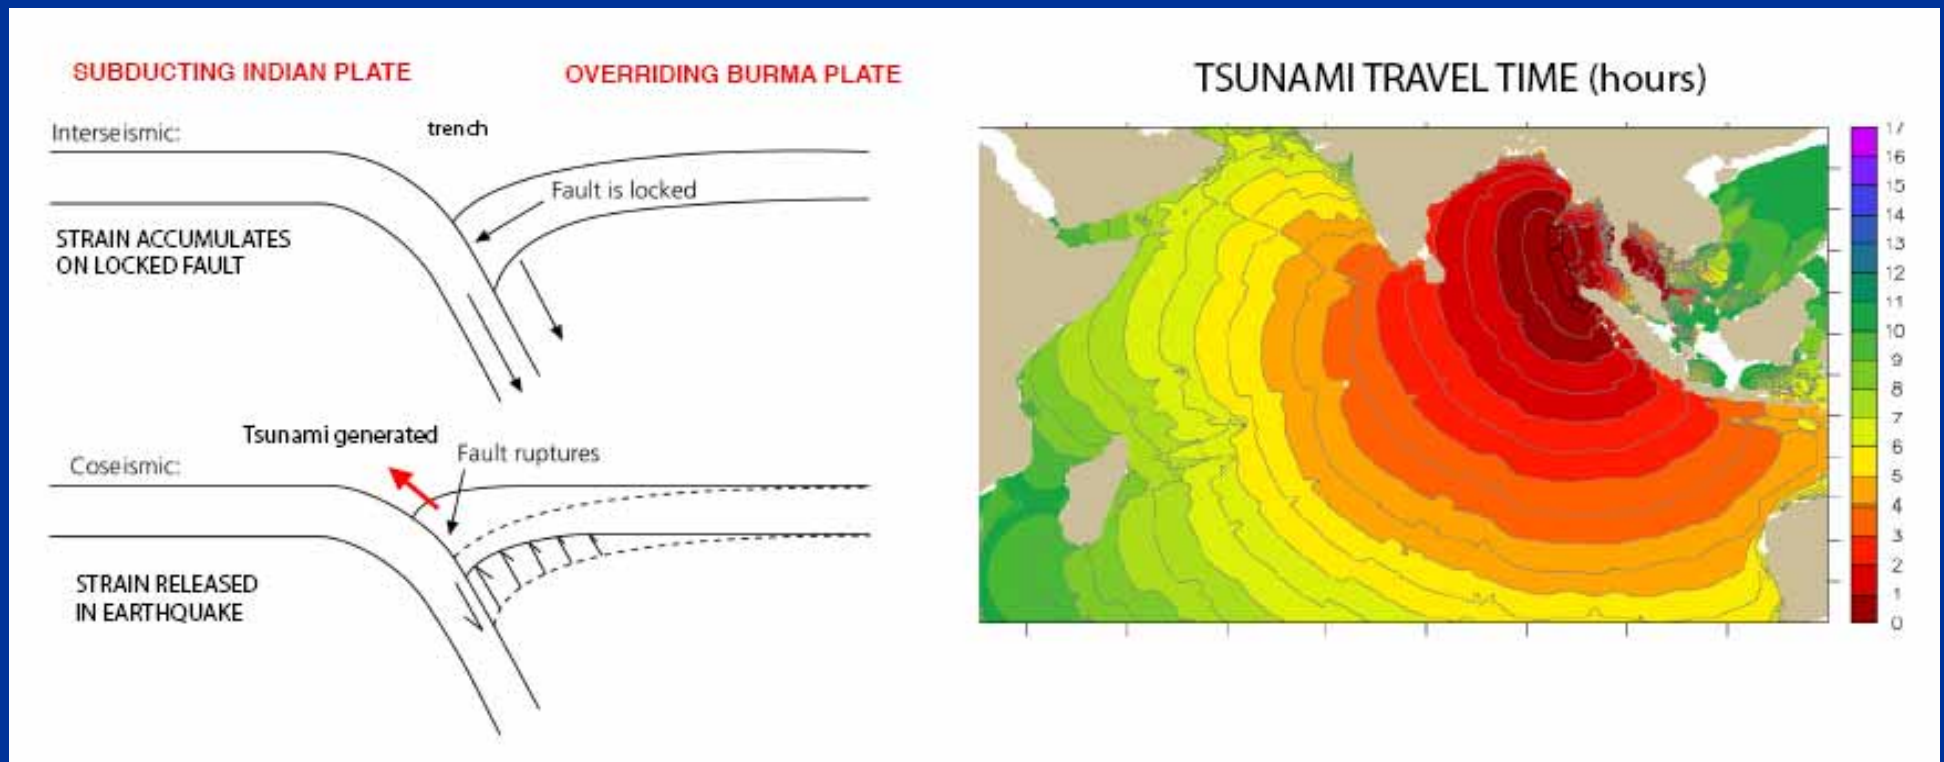 SUBDUCTING INDIAN PLATE
OVERRIDING BURMA PLATE
Interseismic:
trench
Fault is locked
STRAIN ACCUMULATES
ON LOCKED FAULT
Tsunami generated
Fault ruptures
Coseismic:
STRAIN RELEASED
IN EARTHQUAKE
TSUNAMI TRAVEL TIME (hours)
17
16
15
14
13
12
11
10
9
8
7
6
5
4
3
2
1
0